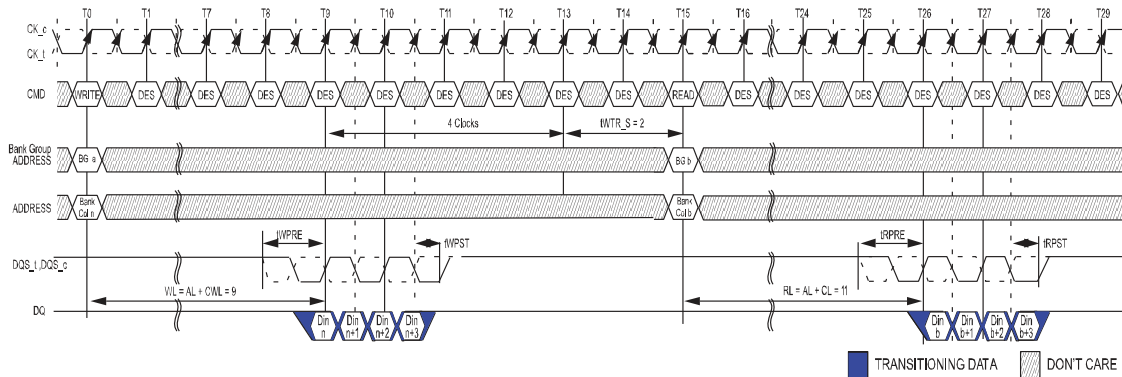 T0 T1 T7 T8 T9 T10 T11 T12 T13 T14 T15 T16 T24 T25 T26 T27 T28 T29
CK_c
CK_t
CMD WRITE DES DES DES DES DES DES DES DES DES READ DES DES DES DES DES DES DES
4 Clocks tWTR_S = 2
Bank Group
ADDRESS BG a BG b
ADDRESS Bank Col n Bank Col b
tWPRE tWPST tRPRE tRPST
DQS_t ,DQS_c
WL = AL + CWL = 9 RL = AL + CL = 11
DQ Din n Din n+1 Din n+2 Din n+3 Din b Din b+1 Din b+2 Din b+3
TRANSITIONING DATA DON'T CARE